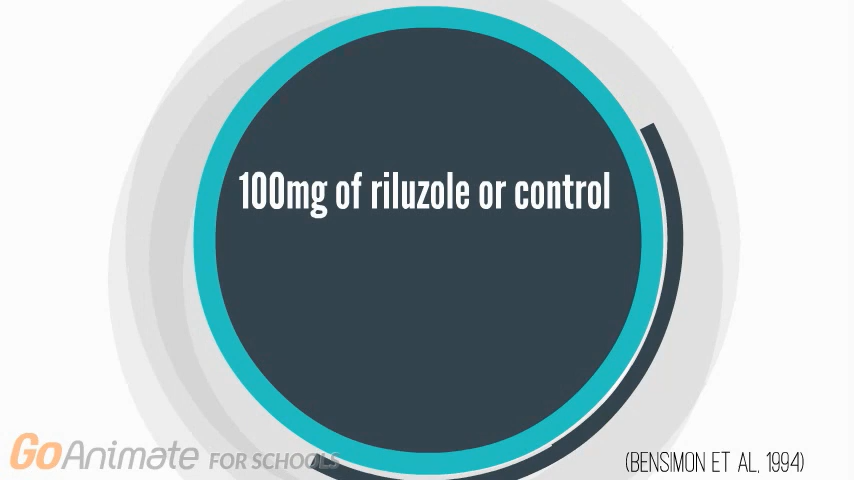 100mg of riluzole or control
GoAnimate FOR SCHOOLS
(BENSIMON ET AL, 1994)